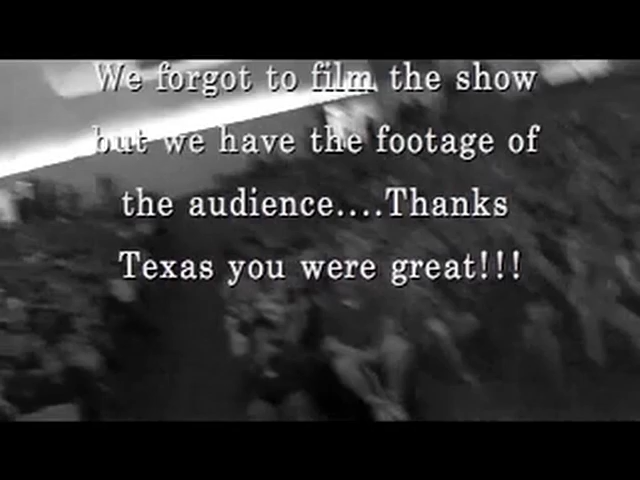 We forgot to film the show
but we have the footage of
the audience....Thanks
Texas you were great!!!